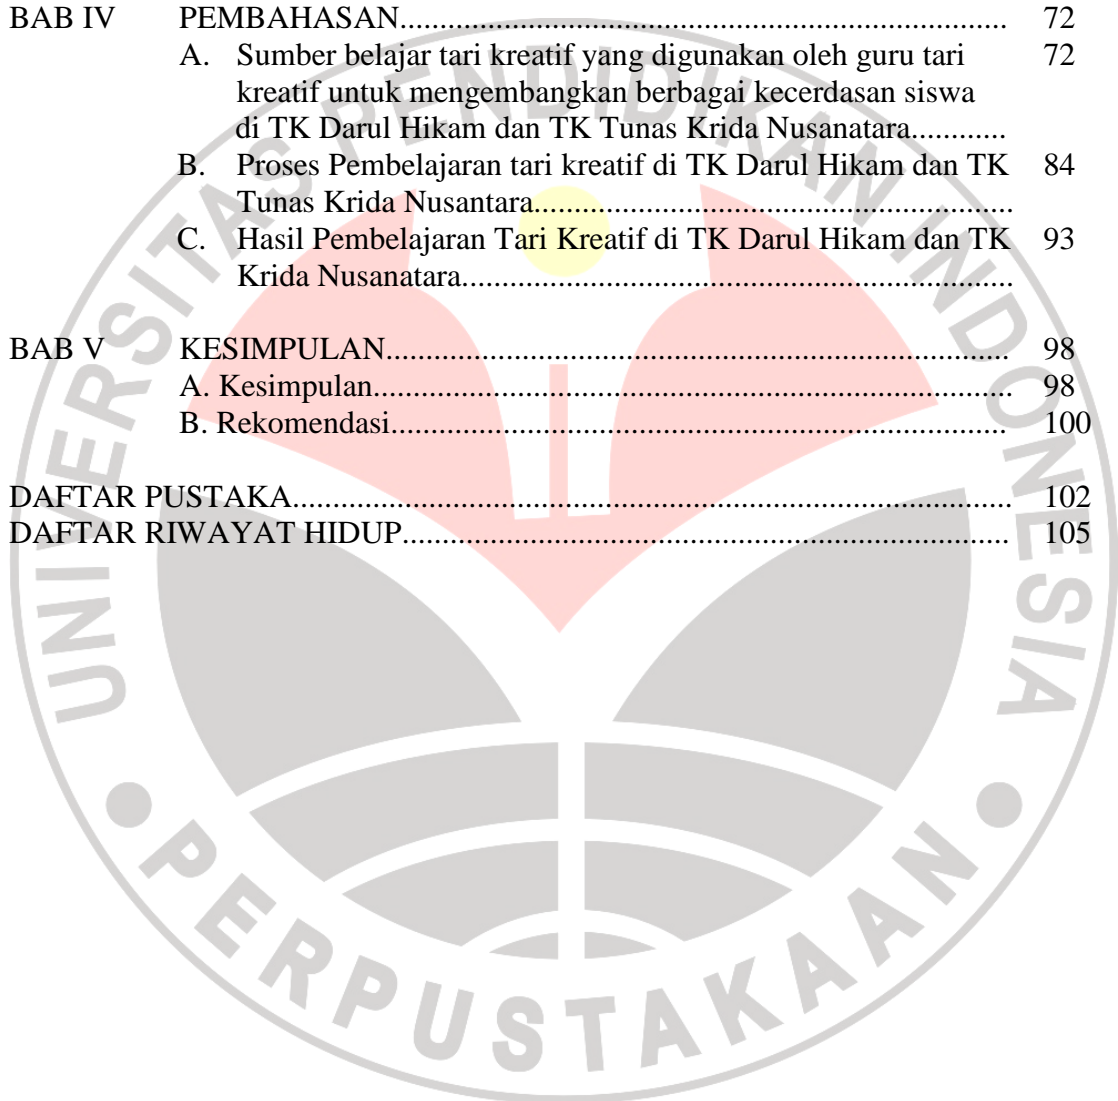 BAB IV PEMBAHASAN............................................................................ 72
A. Sumber belajar tari kreatif yang digunakan oleh guru tari 72
kreatif untuk mengembangkan berbagai kecerdasan siswa
di TK Darul Hikam dan TK Tunas Krida Nusanatara............
B. Proses Pembelajaran tari kreatif di TK Darul Hikam dan TK 84
Tunas Krida Nusantara............................................................
C. Hasil Pembelajaran Tari Kreatif di TK Darul Hikam dan TK 93
Krida Nusanatara.....................................................................
BAB V KESIMPULAN.............................................................................. 98
A. Kesimpulan................................................................................ 98
B. Rekomendasi............................................................................. 100
DAFTAR PUSTAKA.......................................................................................... 102
DAFTAR RIWAYAT HIDUP............................................................................ 105
UNIVERSITAS PENDIDIKAN INDONESIA
PERPUSTAKAAN